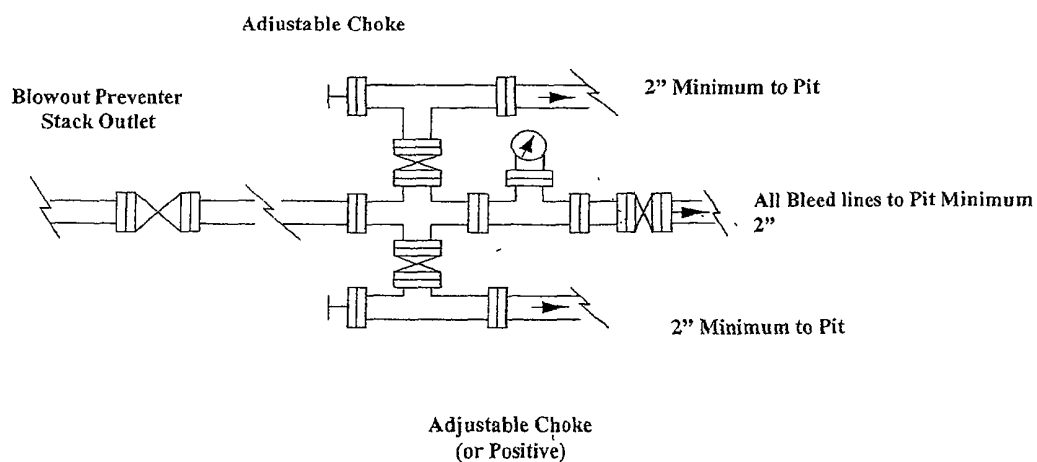 Adjustable Choke
Blowout Preventer
Stack Outlet
2” Minimum to Pit
All Bleed lines to Pit Minimum
2”
2” Minimum to Pit
Adjustable Choke
(or Positive)